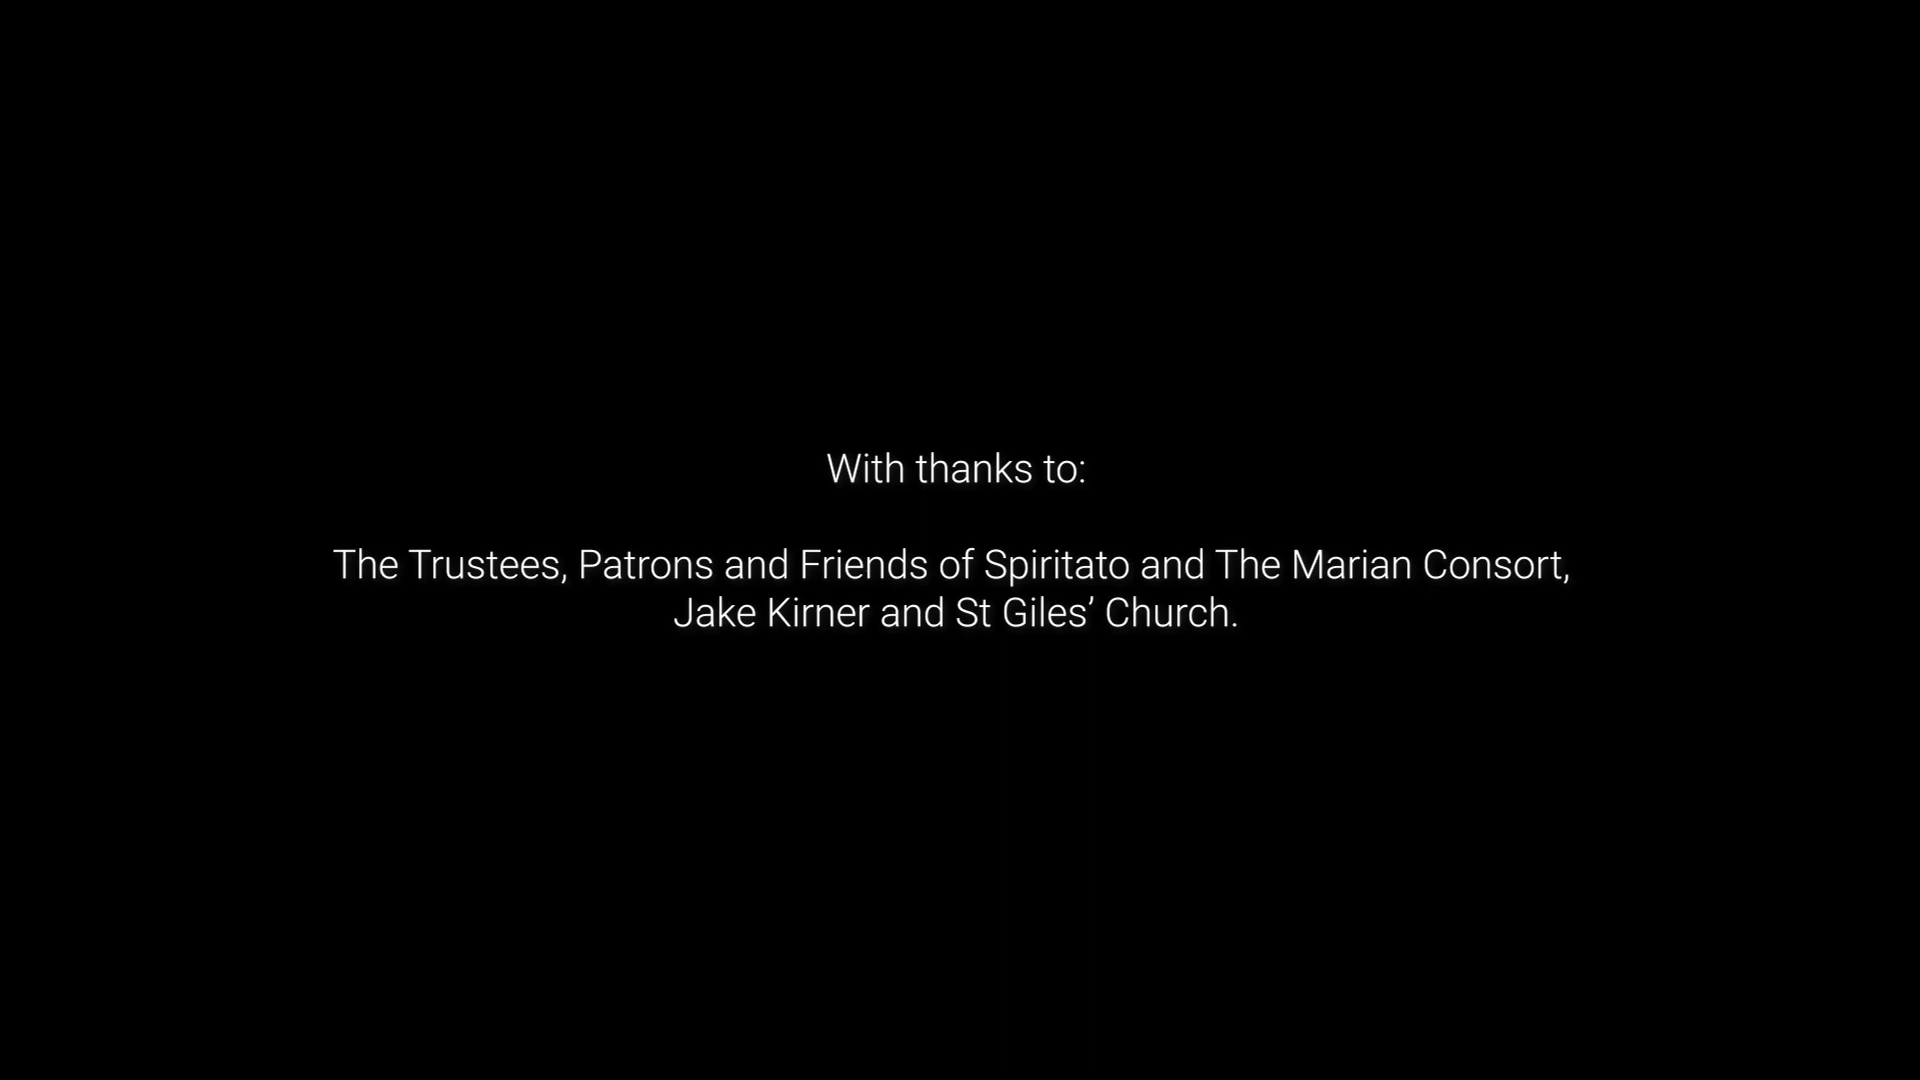 With thanks to:
The Trustees, Patrons and Friends of Spiritato and The Marian Consort,
Jake Kirner and St Giles’ Church.